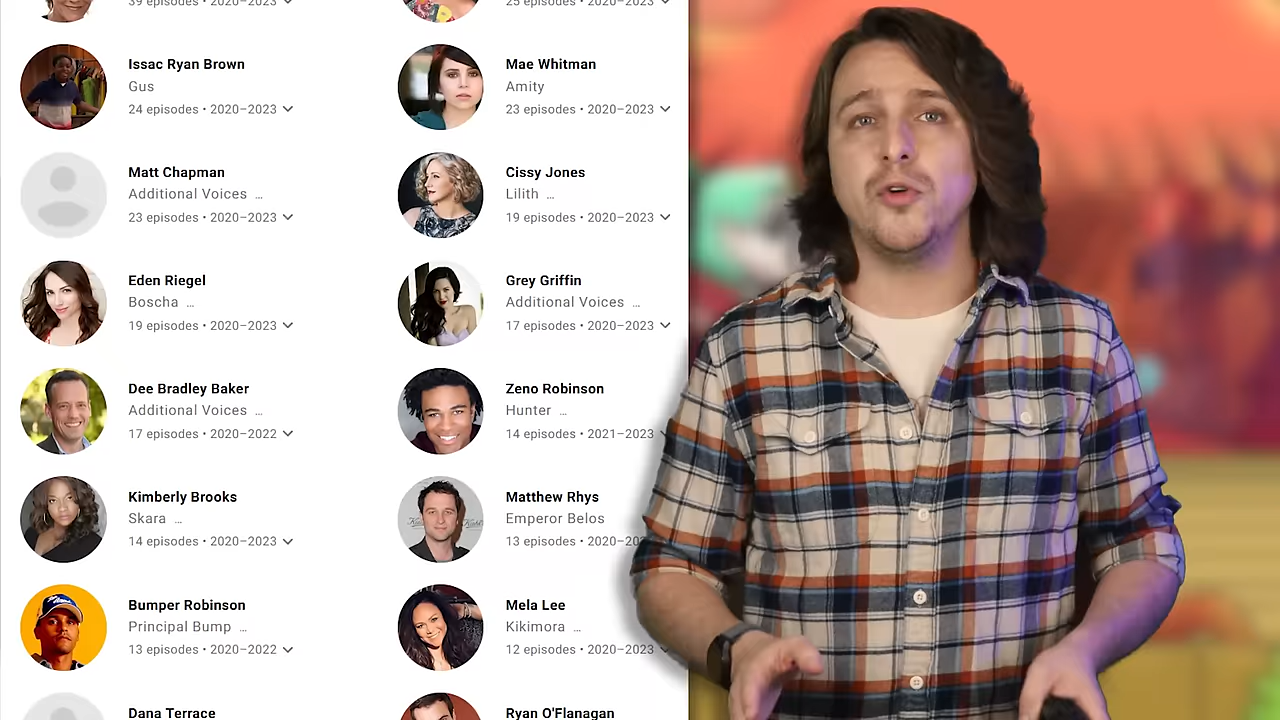 39 episodes • 2020–2023
25 episodes • 2020–2023
Issac Ryan Brown
Gus
24 episodes • 2020–2023
Mae Whitman
Amity
23 episodes • 2020–2023
Matt Chapman
Additional Voices ...
23 episodes • 2020–2023
Cissy Jones
Lilith ...
19 episodes • 2020–2023
Eden Riegel
Boscha ...
19 episodes • 2020–2023
Grey Griffin
Additional Voices ...
17 episodes • 2020–2023
Dee Bradley Baker
Additional Voices ...
17 episodes • 2020–2022
Zeno Robinson
Hunter ...
14 episodes • 2021–2023
Kimberly Brooks
Skara ...
14 episodes • 2020–2023
Matthew Rhys
Emperor Belos
13 episodes • 2020–20
Bumper Robinson
Principal Bump ...
13 episodes • 2020–2022
Mela Lee
Kikimora ...
12 episodes • 2020–2023
Dana Terrace
Ryan O'Flanagan